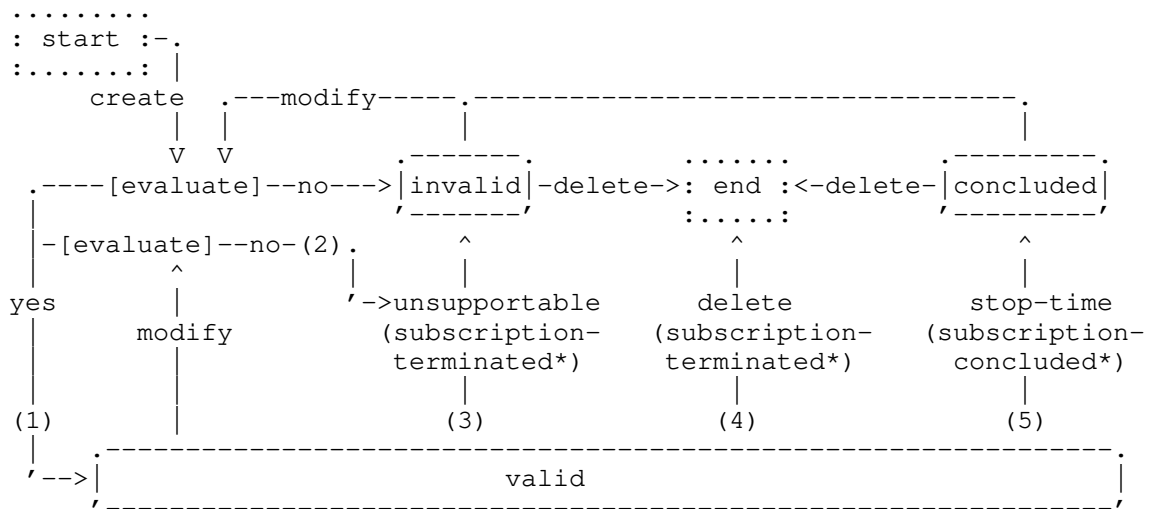 start
create modify
V V
[evaluate] no invalid delete end delete concluded
[evaluate] no (2)
yes unsupportable delete stop-time
modify (subscription- (subscription- (subscription-
terminated*) terminated*) concluded*)
(1) (3) (4) (5)
valid